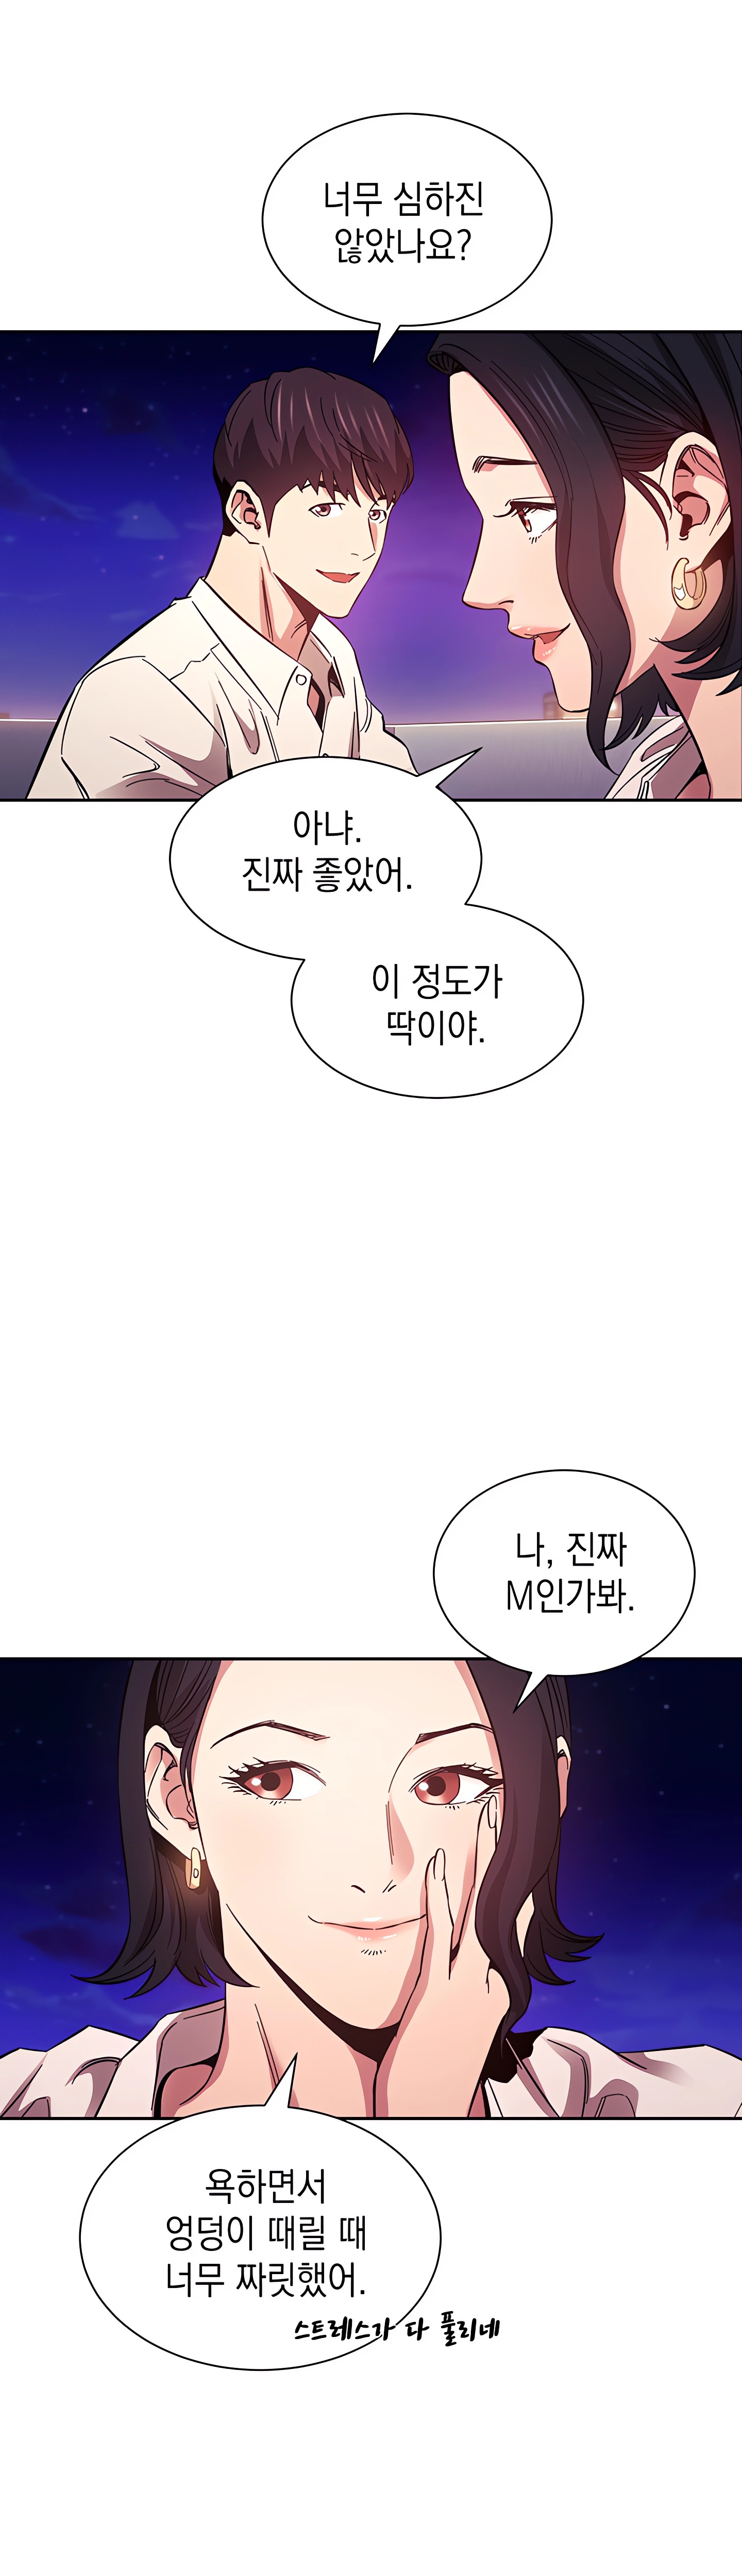 너무 심하진
않았나요?
아냐.
진짜 좋았어.
이 정도가
딱이야.
나, 진짜
M인가봐.
욕하면서
엉덩이 때릴 때
너무 짜릿했어.
스트레스가 다 풀리네